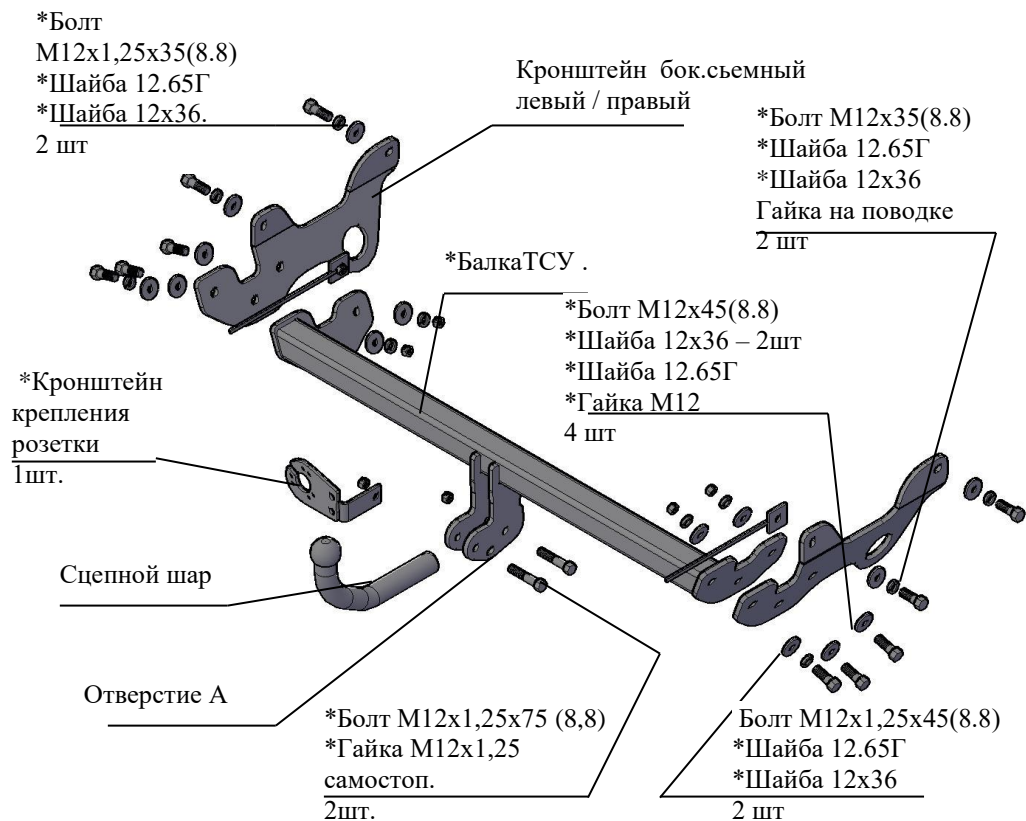 *Болт
М12х1,25х35(8.8)
*Шайба 12.65Г
*Шайба 12х36.
2 шт
Кронштейн бок.сьемный
левый / правый
*Болт М12х35(8.8)
*Шайба 12.65Г
*Шайба 12х36
Гайка на поводке
2 шт
*БалкаТСУ .
*Болт М12х45(8.8)
*Шайба 12х36 – 2шт
*Шайба 12.65Г
*Гайка М12
4 шт
*Кронштейн
крепления
розетки
1шт.
Сцепной шар
Отверстие А
*Болт М12х1,25х75 (8,8)
*Гайка М12х1,25
самостоп.
2шт.
Болт М12х1,25х45(8.8)
*Шайба 12.65Г
*Шайба 12х36
2 шт